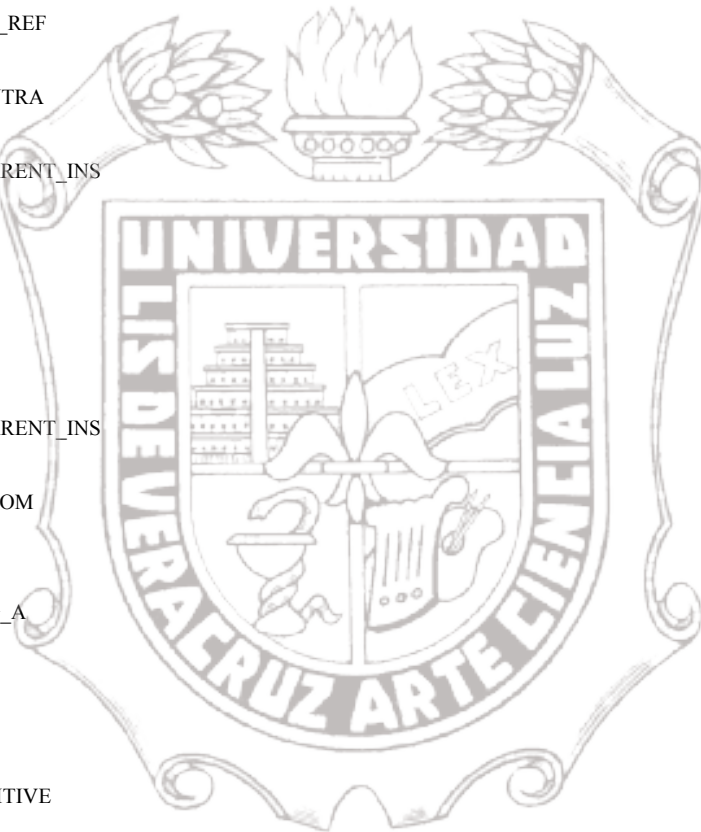 _REF
TRA
RENT_INS
UNIVERSIDAD
LIS DE VERACRUZ ARTE CIENCIA LUZ
LEX
RENT_INS
OM
_A
ITIVE